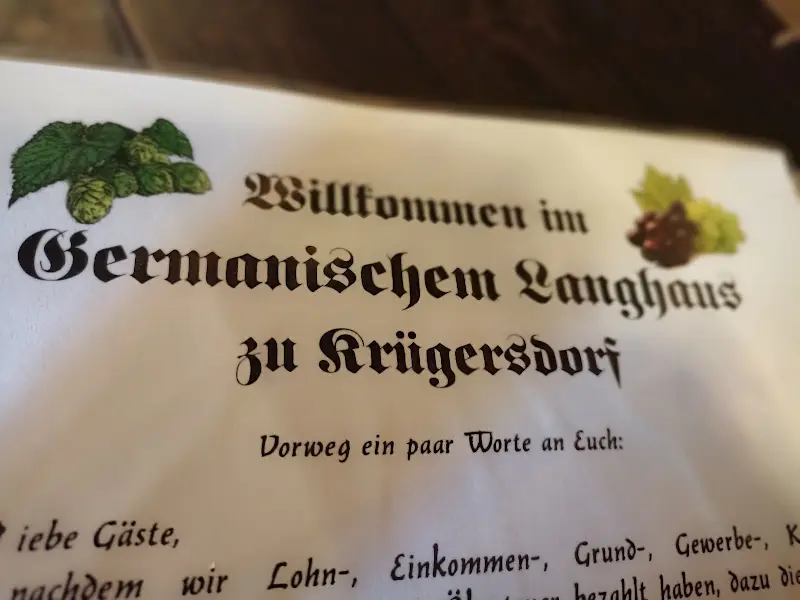 Willkommen im
Germanischem Langhaus
zu Krügersdorf
Vorweg ein paar Worte an Euch:
iebe Gäste,
nachdem wir Lohn-, Einkommen-, Grund-, Gewerbe-, K
bezahlt haben, dazu die